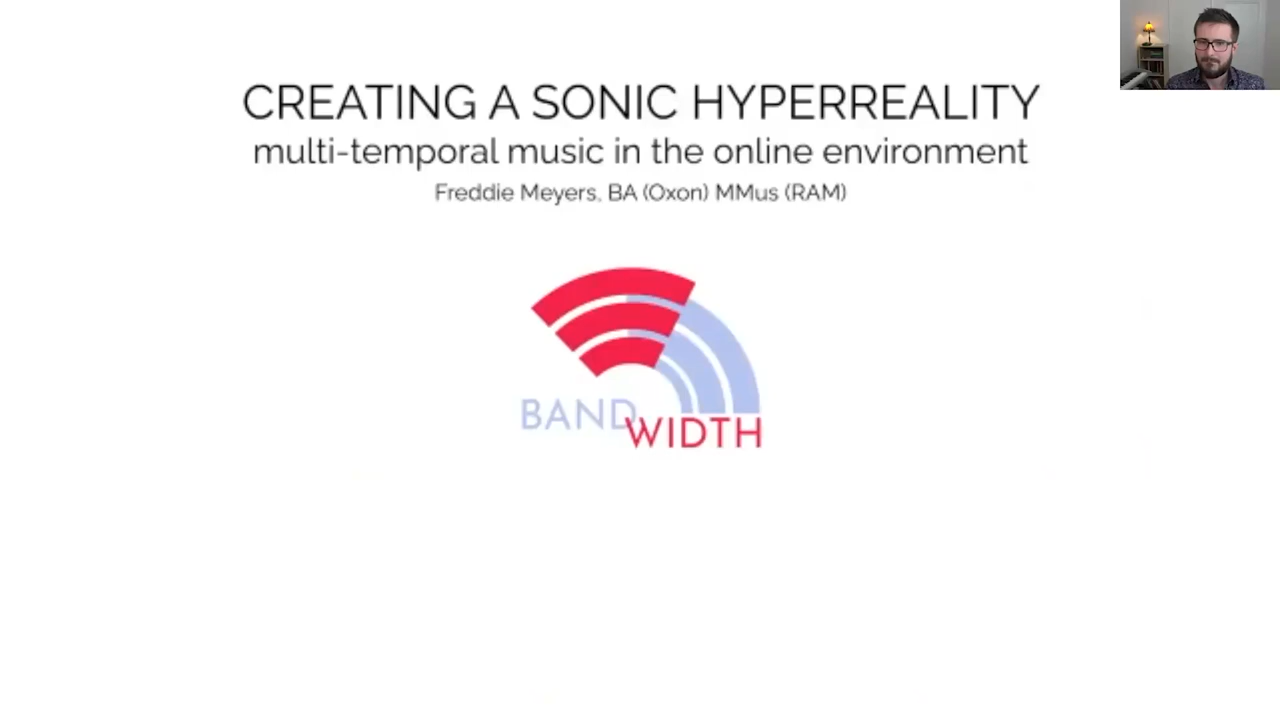 CREATING A SONIC HYPERREALITY
multi-temporal music in the online environment
Freddie Meyers, BA (Oxon) MMus (RAM)
BAND
WIDTH